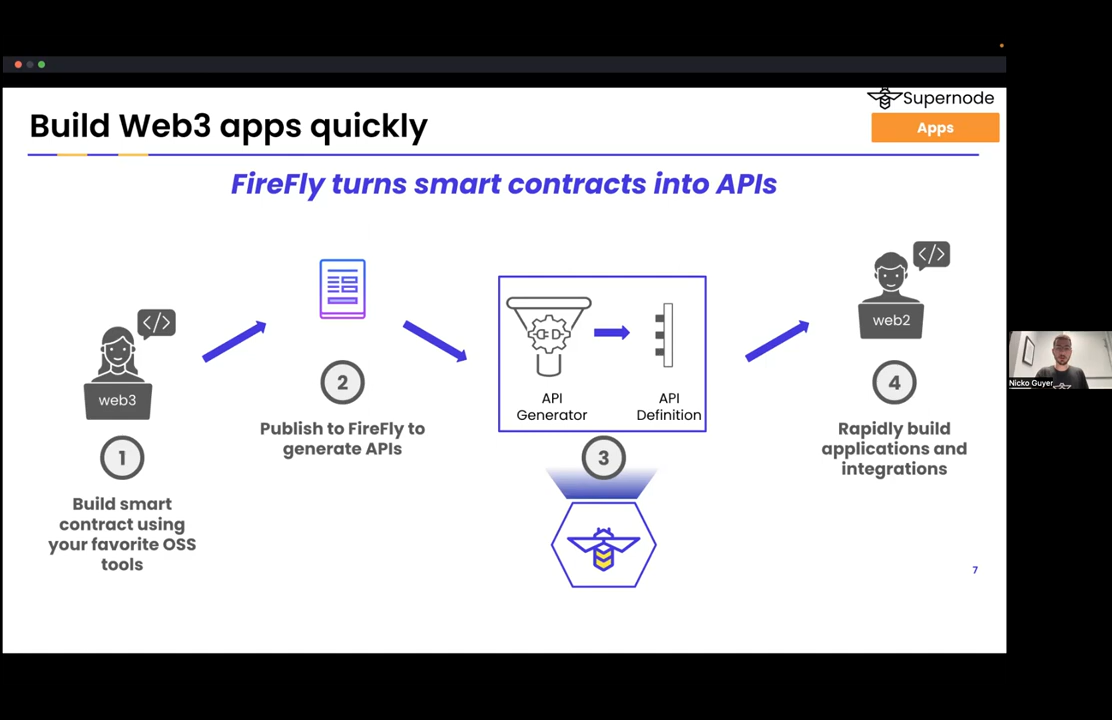 Supernode
Build Web3 apps quickly
Apps
FireFly turns smart contracts into APIs
</>
web3
1
Build smart
contract using
your favorite OSS
tools
2
Publish to FireFly to
generate APIs
API
Generator
API
Definition
3
</>
web2
4
Rapidly build
applications and
integrations
7
Nicko Guyer